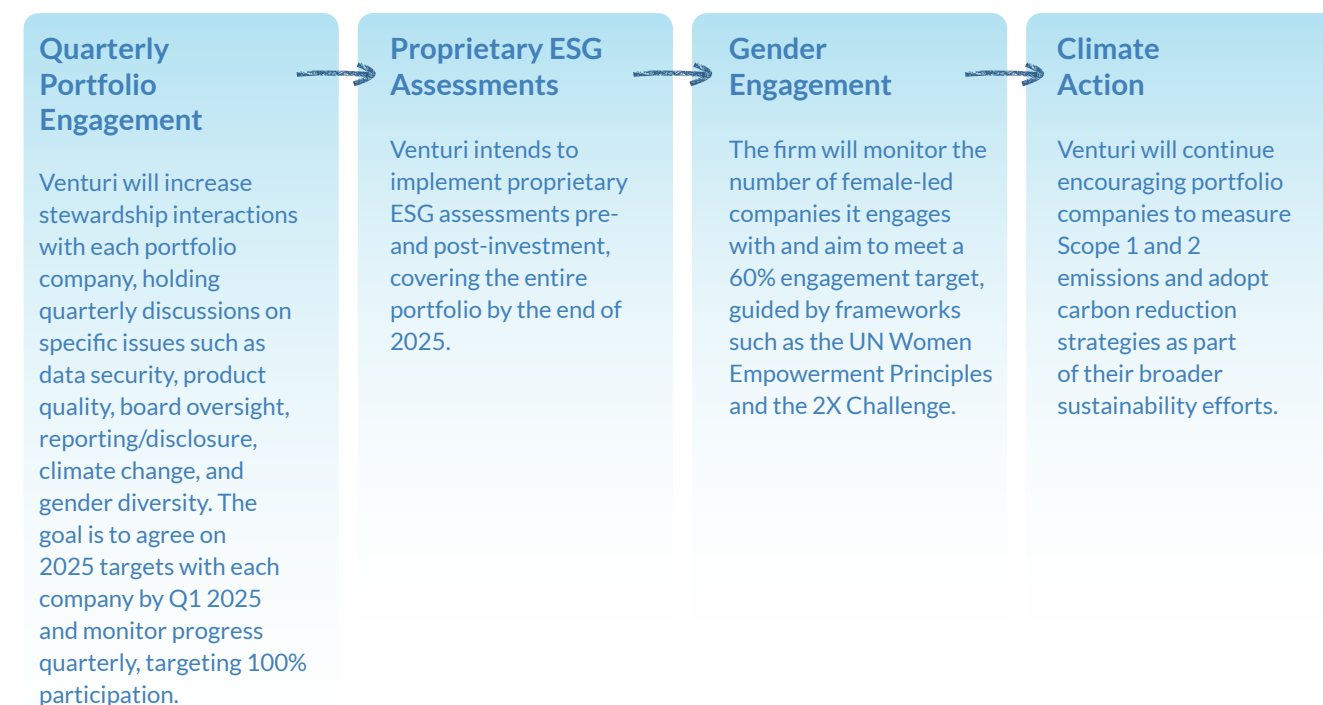 Quarterly
Portfolio
Engagement
Venturi will increase
stewardship interactions
with each portfolio
company, holding
quarterly discussions on
specific issues such as
data security, product
quality, board oversight,
reporting/disclosure,
climate change, and
gender diversity. The
goal is to agree on
2025 targets with each
company by Q1 2025
and monitor progress
quarterly, targeting 100%
participation.
Proprietary ESG
Assessments
Venturi intends to
implement proprietary
ESG assessments pre-
and post-investment,
covering the entire
portfolio by the end of
2025.
Gender
Engagement
The firm will monitor the
number of female-led
companies it engages
with and aim to meet a
60% engagement target,
guided by frameworks
such as the UN Women
Empowerment Principles
and the 2X Challenge.
Climate
Action
Venturi will continue
encouraging portfolio
companies to measure
Scope 1 and 2
emissions and adopt
carbon reduction
strategies as part
of their broader
sustainability efforts.